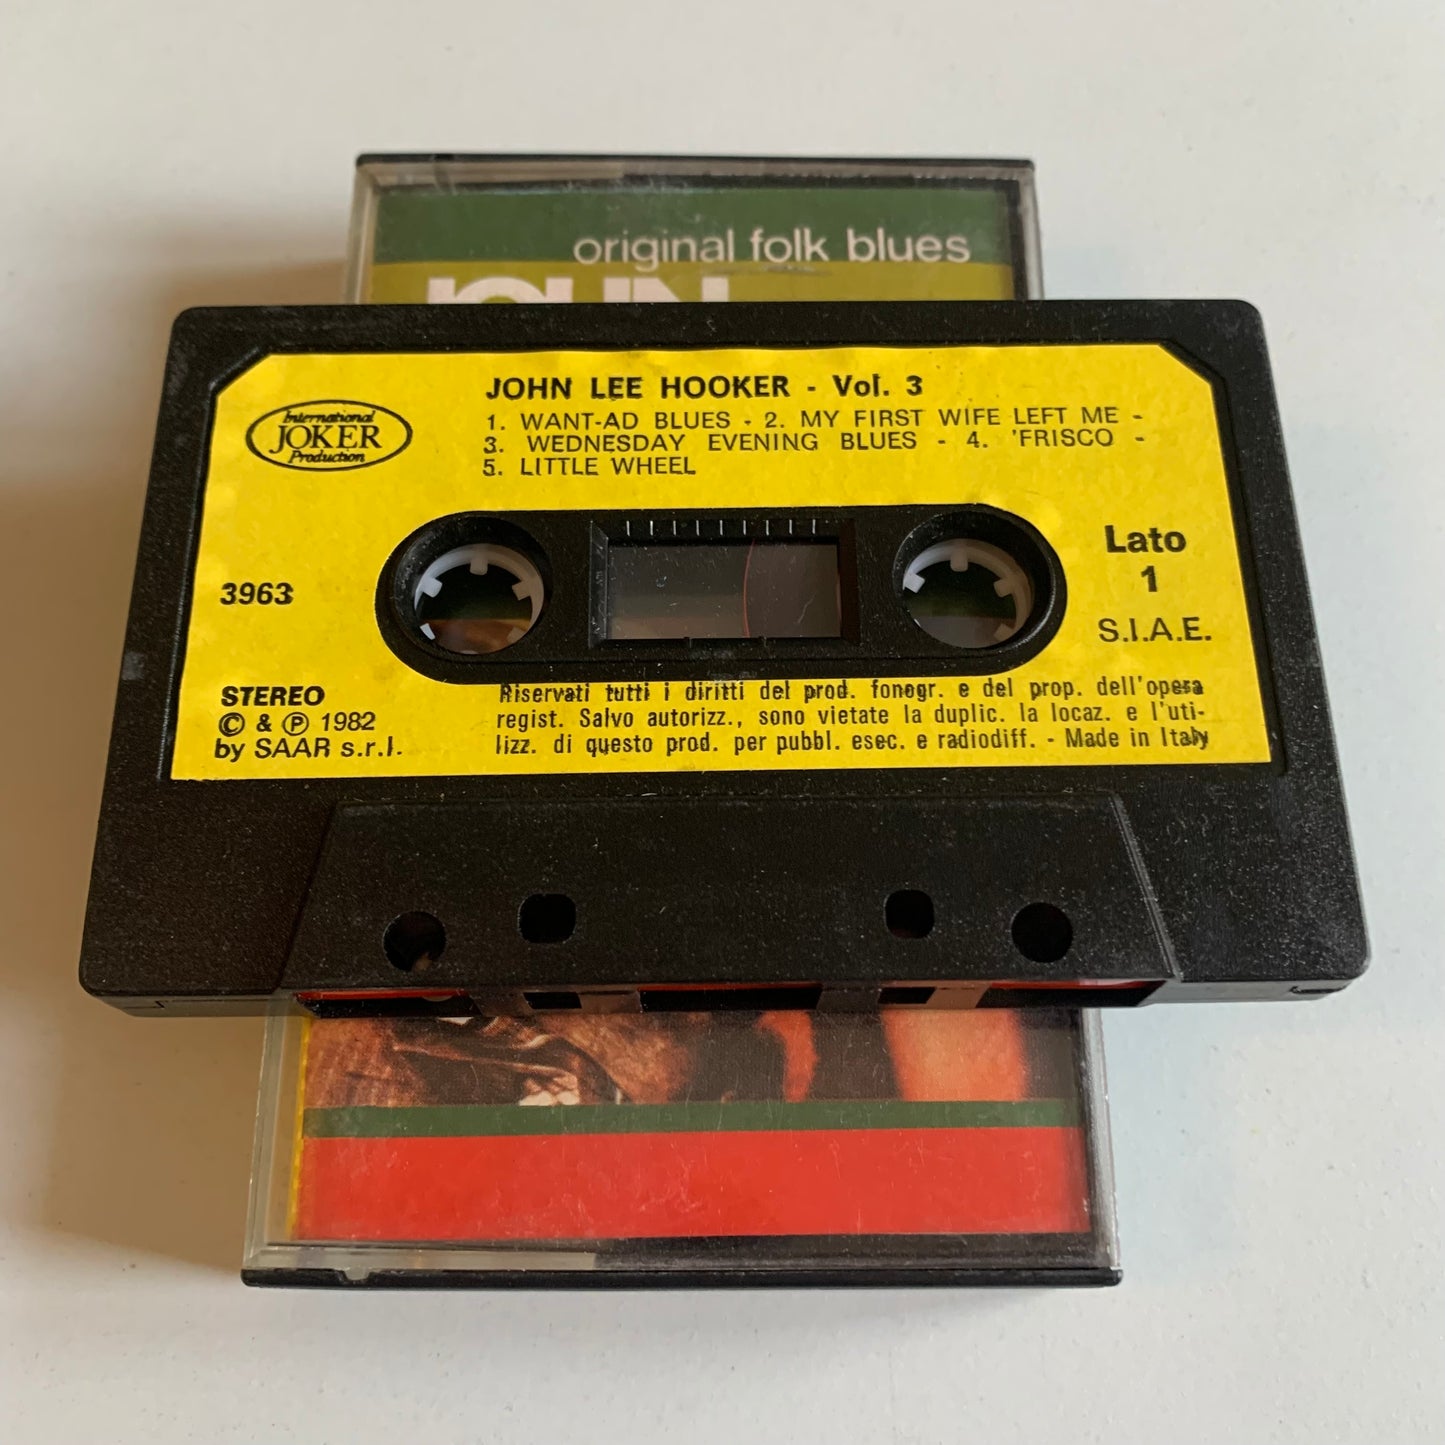 original folk blues
JOHN
JOHN LEE HOOKER - Vol. 3
1. WANT-AD BLUES - 2. MY FIRST WIFE LEFT ME -
3. WEDNESDAY EVENING BLUES - 4. 'FRISCO -
5. LITTLE WHEEL
International
JOKER
Production
Lato
1
S.I.A.E.
3963
STEREO
© & ℗ 1982
by SAAR s.r.l.
Riservati tutti i diritti del prod. fonogr. e del prop. dell'opera
regist. Salvo autorizz., sono vietate la duplic. la locaz. e l'uti-
lizz. di questo prod. per pubbl. esec. e radiodiff. - Made in Italy